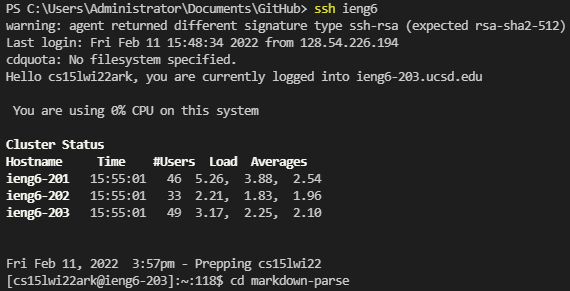 PS C:\Users\Administrator\Documents\GitHub> ssh ieng6
warning: agent returned different signature type ssh-rsa (expected rsa-sha2-512)
Last login: Fri Feb 11 15:48:34 2022 from 128.54.226.194
cdquota: No filesystem specified.
Hello cs15lwi22ark, you are currently logged into ieng6-203.ucsd.edu
You are using 0% CPU on this system
Cluster Status
Hostname     Time    #Users  Load  Averages
ieng6-201   15:55:01   46  5.26,  3.88,  2.54
ieng6-202   15:55:01   33  2.21,  1.83,  1.96
ieng6-203   15:55:01   49  3.17,  2.25,  2.10
Fri Feb 11, 2022  3:57pm - Prepping cs15lwi22
[cs15lwi22ark@ieng6-203]:~:118$ cd markdown-parse